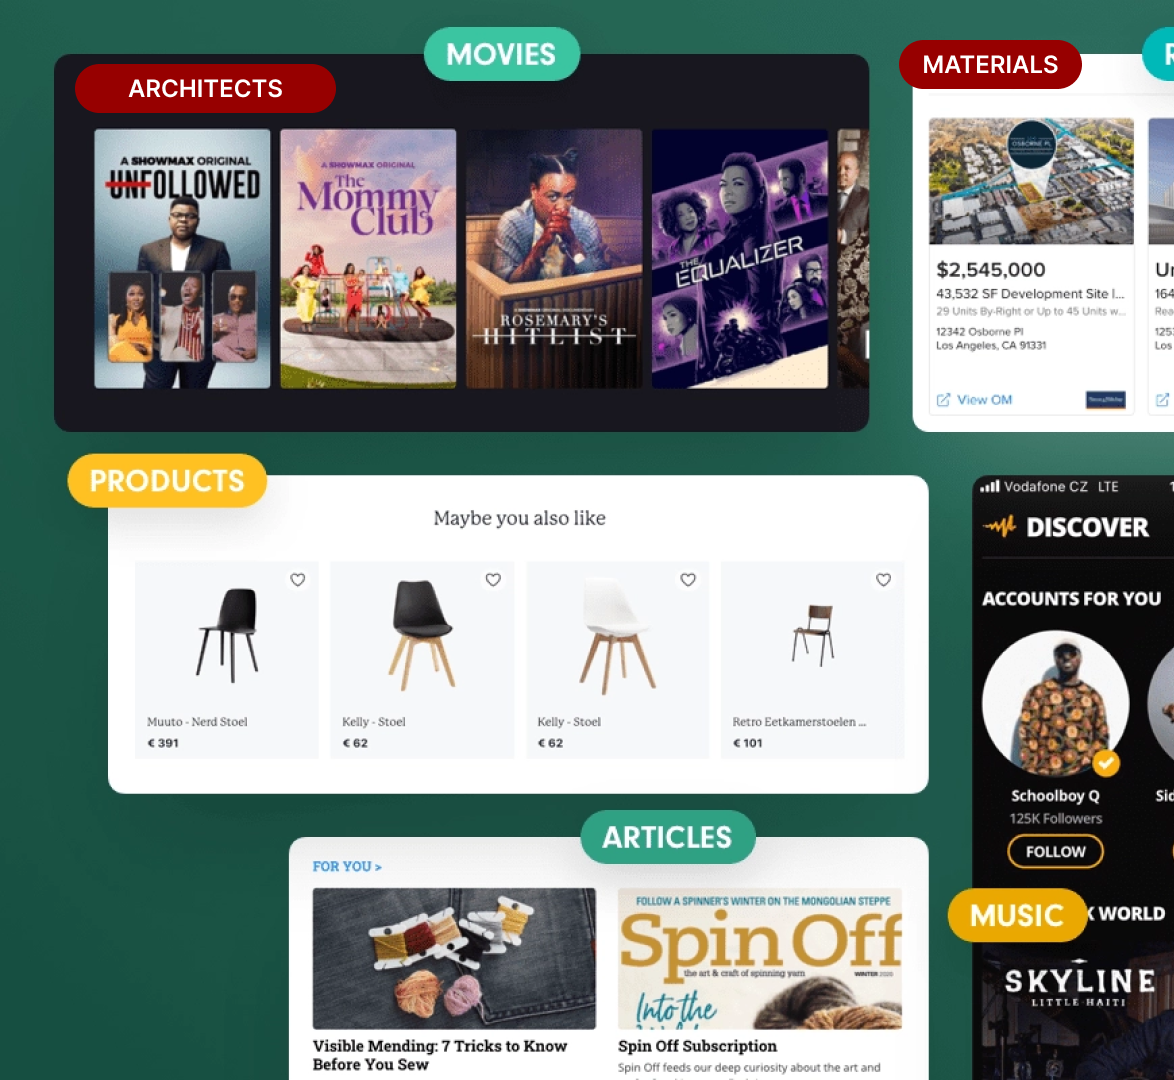 MOVIES
ARCHITECTS
A SHOWMAX ORIGINAL
UNFOLLOWED
A SHOWMAX ORIGINAL
The
Mommy
Club
ROSEMARY'S
HITLIST
THE
EQUALIZER
MATERIALS
R
OSBORNE PL
$2,545,000
43,532 SF Development Site I...
29 Units By-Right or Up to 45 Units w...
12342 Osborne Pl
Los Angeles, CA 91331
View OM
Un
164
Rea
125
Los
PRODUCTS
Maybe you also like
Muuto - Nerd Stoel
€ 391
Kelly - Stoel
€ 62
Kelly - Stoel
€ 62
Retro Eetkamerstoelen ...
€ 101
Vodafone CZ LTE
DISCOVER
ACCOUNTS FOR YOU
Schoolboy Q
125K Followers
FOLLOW
Sid
MUSIC
K WORLD
SKYLINE
LITTLE HAITI
ARTICLES
FOR YOU >
Visible Mending: 7 Tricks to Know
Before You Sew
FOLLOW A SPINNER'S WINTER ON THE MONGOLIAN STEPPE
Spin Off
the art & craft of spinning yarn
WINTER 2020
Into the
Spin Off Subscription
Spin Off feeds our deep curiosity about the art and